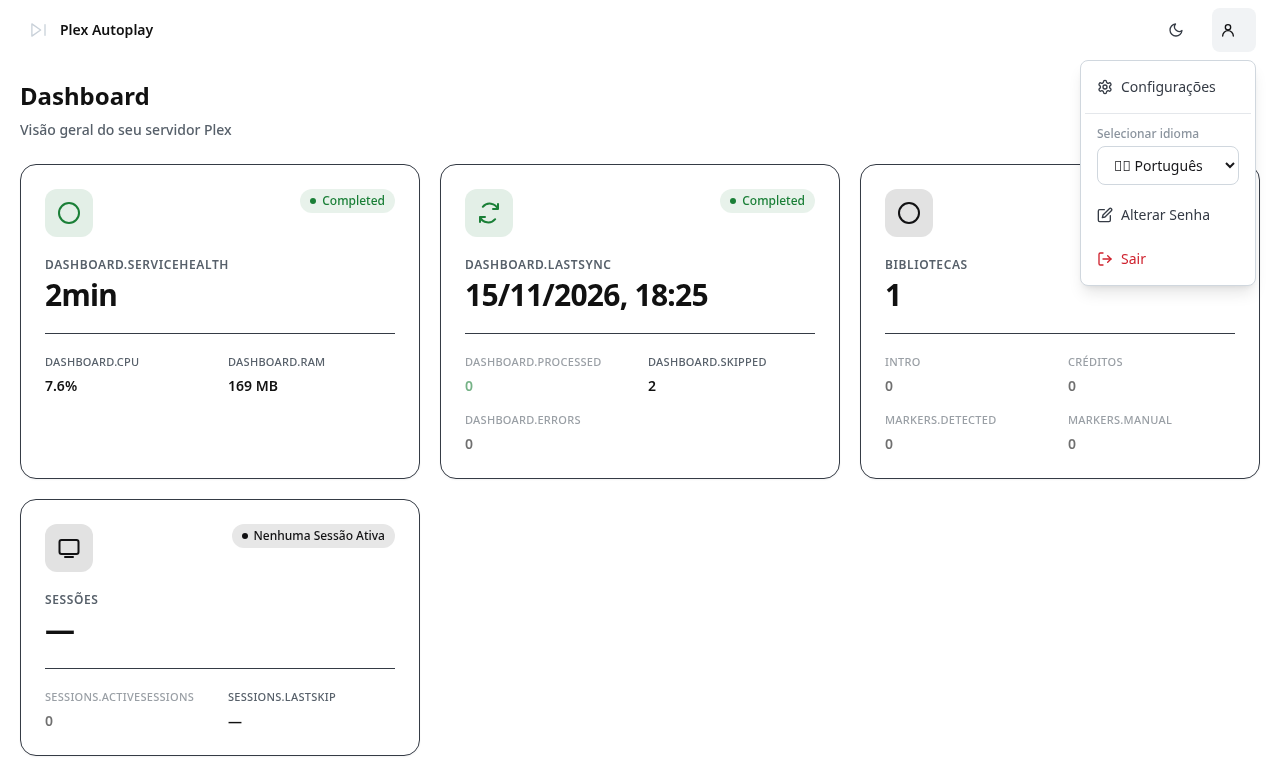 Plex Autoplay
Dashboard
Visão geral do seu servidor Plex
Configurações
Selecionar idioma
Português
Alterar Senha
Sair
Completed
DASHBOARD.SERVICEHEALTH
2min
DASHBOARD.CPU
7.6%
DASHBOARD.RAM
169 MB
Completed
DASHBOARD.LASTSYNC
15/11/2026, 18:25
DASHBOARD.PROCESSED
0
DASHBOARD.SKIPPED
2
DASHBOARD.ERRORS
0
BIBLIOTECAS
1
INTRO
0
CRÉDITOS
0
MARKERS.DETECTED
0
MARKERS.MANUAL
0
Nenhuma Sessão Ativa
SESSÕES
—
SESSIONS.ACTIVESESSIONS
0
SESSIONS.LASTSKIP
—